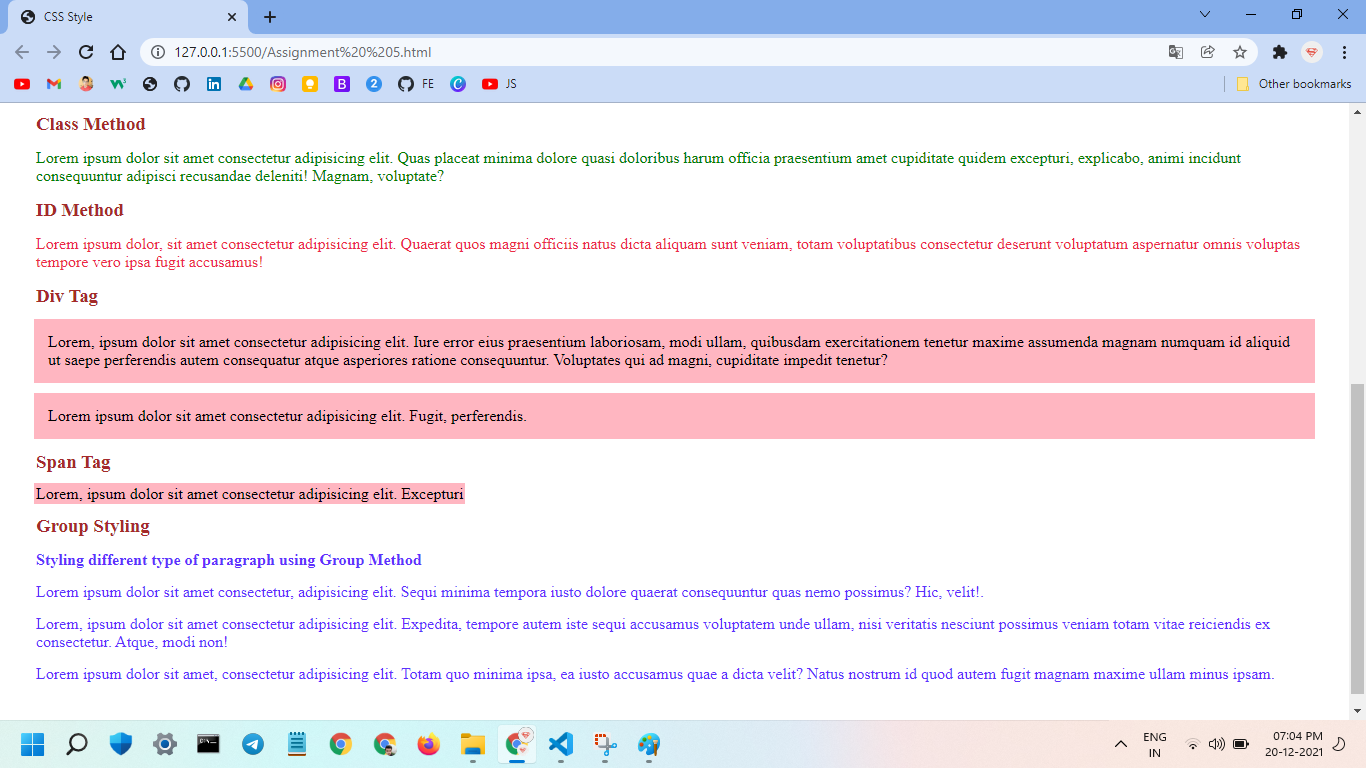 CSS Style
127.0.0.1:5500/Assignment%20%205.html
FE
JS
Other bookmarks
Class Method
Lorem ipsum dolor sit amet consectetur adipisicing elit. Quas placeat minima dolore quasi doloribus harum officia praesentium amet cupiditate quidem excepturi, explicabo, animi incidunt
consequuntur adipisci recusandae deleniti! Magnam, voluptate?
ID Method
Lorem ipsum dolor, sit amet consectetur adipisicing elit. Quaerat quos magni officiis natus dicta aliquam sunt veniam, totam voluptatibus consectetur deserunt voluptatum aspernatur omnis voluptas
tempore vero ipsa fugit accusamus!
Div Tag
Lorem, ipsum dolor sit amet consectetur adipisicing elit. Iure error eius praesentium laboriosam, modi ullam, quibusdam exercitationem tenetur maxime assumenda magnam numquam id aliquid
ut saepe perferendis autem consequatur atque asperiores ratione consequuntur. Voluptates qui ad magni, cupiditate impedit tenetur?
Lorem ipsum dolor sit amet consectetur adipisicing elit. Fugit, perferendis.
Span Tag
Lorem, ipsum dolor sit amet consectetur adipisicing elit. Excepturi
Group Styling
Styling different type of paragraph using Group Method
Lorem ipsum dolor sit amet consectetur, adipisicing elit. Sequi minima tempora iusto dolore quaerat consequuntur quas nemo possimus? Hic, velit!.
Lorem, ipsum dolor sit amet consectetur adipisicing elit. Expedita, tempore autem iste sequi accusamus voluptatem unde ullam, nisi veritatis nesciunt possimus veniam totam vitae reiciendis ex
consectetur. Atque, modi non!
Lorem ipsum dolor sit amet, consectetur adipisicing elit. Totam quo minima ipsa, ea iusto accusamus quae a dicta velit? Natus nostrum id quod autem fugit magnam maxime ullam minus ipsam.
ENG
IN
07:04 PM
20-12-2021